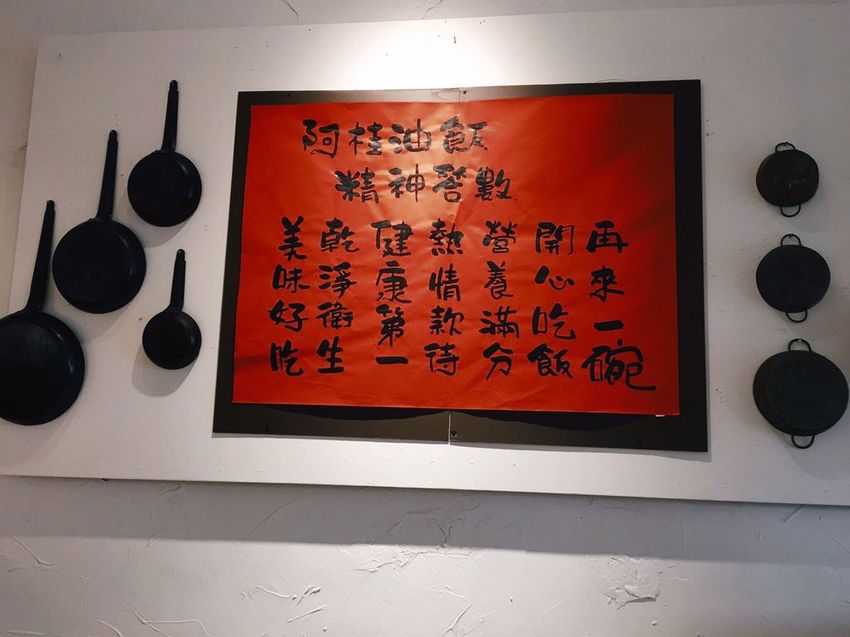 阿桂油飯
精神答數
美味好吃
乾淨衛生
健康第一
熱情款待
營養滿分
開心吃飯
再來一碗